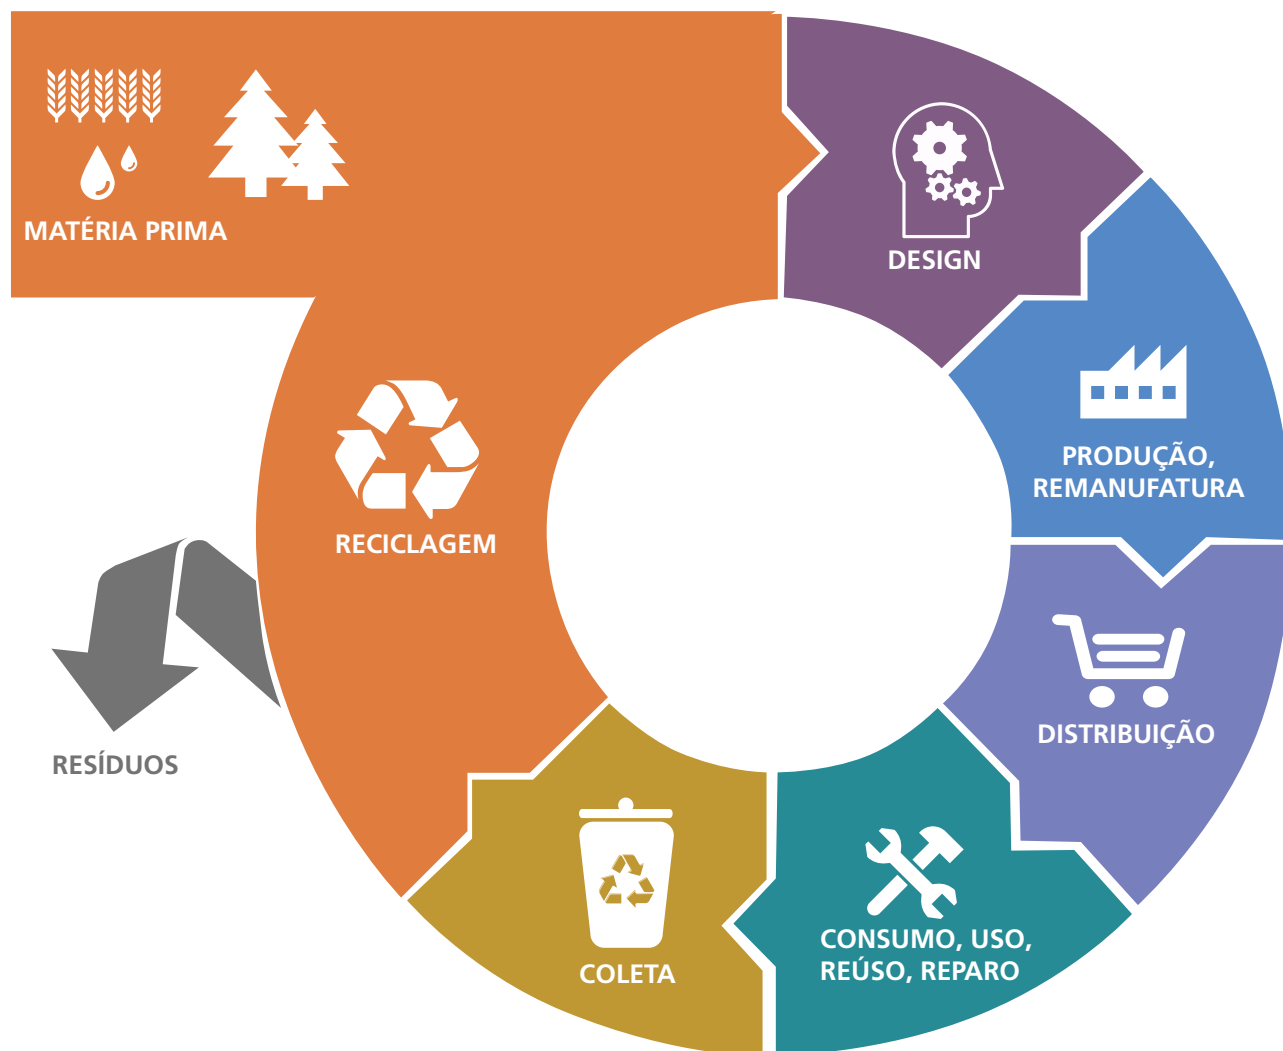 MATÉRIA PRIMA
DESIGN
PRODUÇÃO,
REMANUFATURA
DISTRIBUIÇÃO
CONSUMO, USO,
REÚSO, REPARO
COLETA
RECICLAGEM
RESÍDUOS